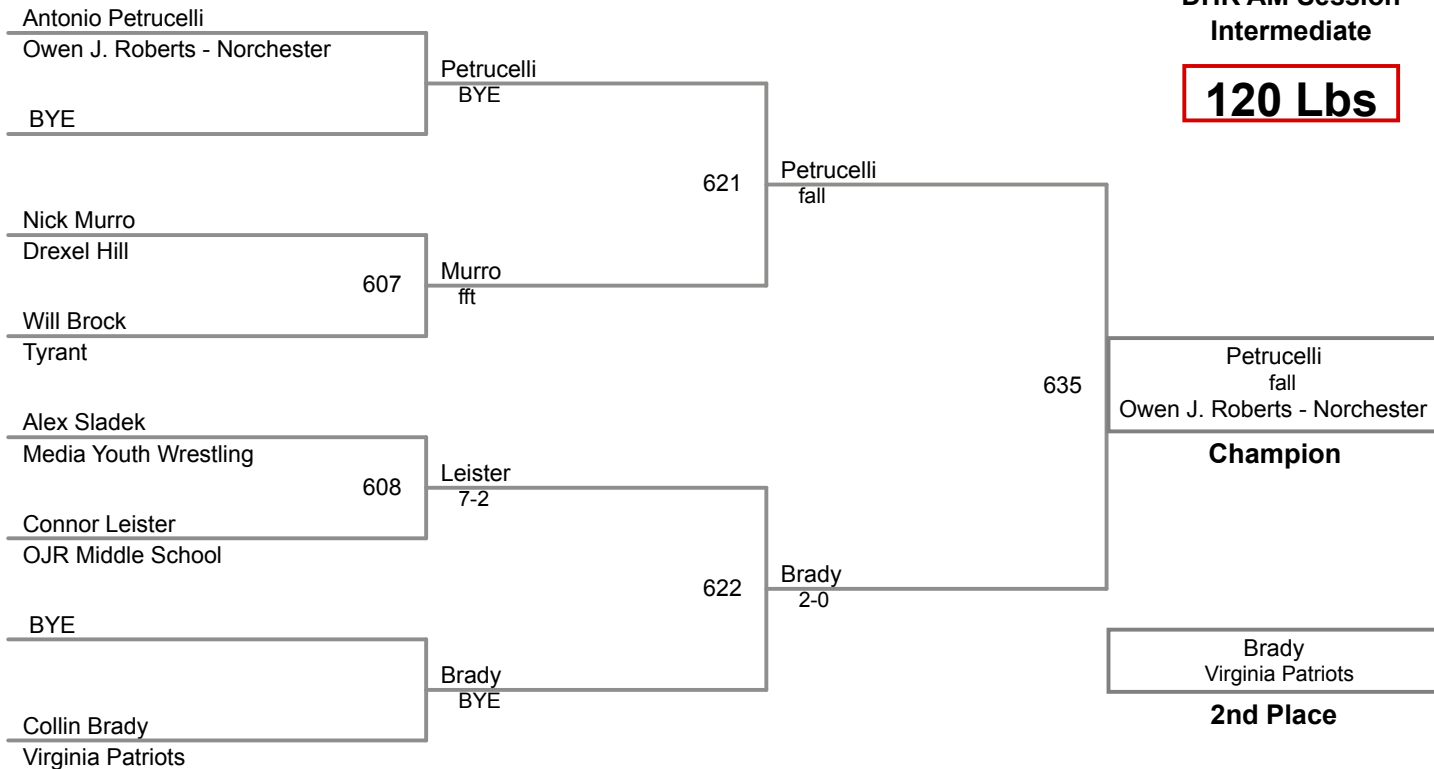 DHR AM Session
Intermediate
120 Lbs
Antonio Petrucelli
Owen J. Roberts - Norchester
BYE
Petrucelli
BYE
Nick Murro
Drexel Hill
607
Will Brock
Tyrant
Murro
fft
621
Petrucelli
fall
Alex Sladek
Media Youth Wrestling
608
Connor Leister
OJR Middle School
Leister
7-2
BYE
Collin Brady
Virginia Patriots
Brady
BYE
622
Brady
2-0
635
Petrucelli
fall
Owen J. Roberts - Norchester
Champion
Brady
Virginia Patriots
2nd Place